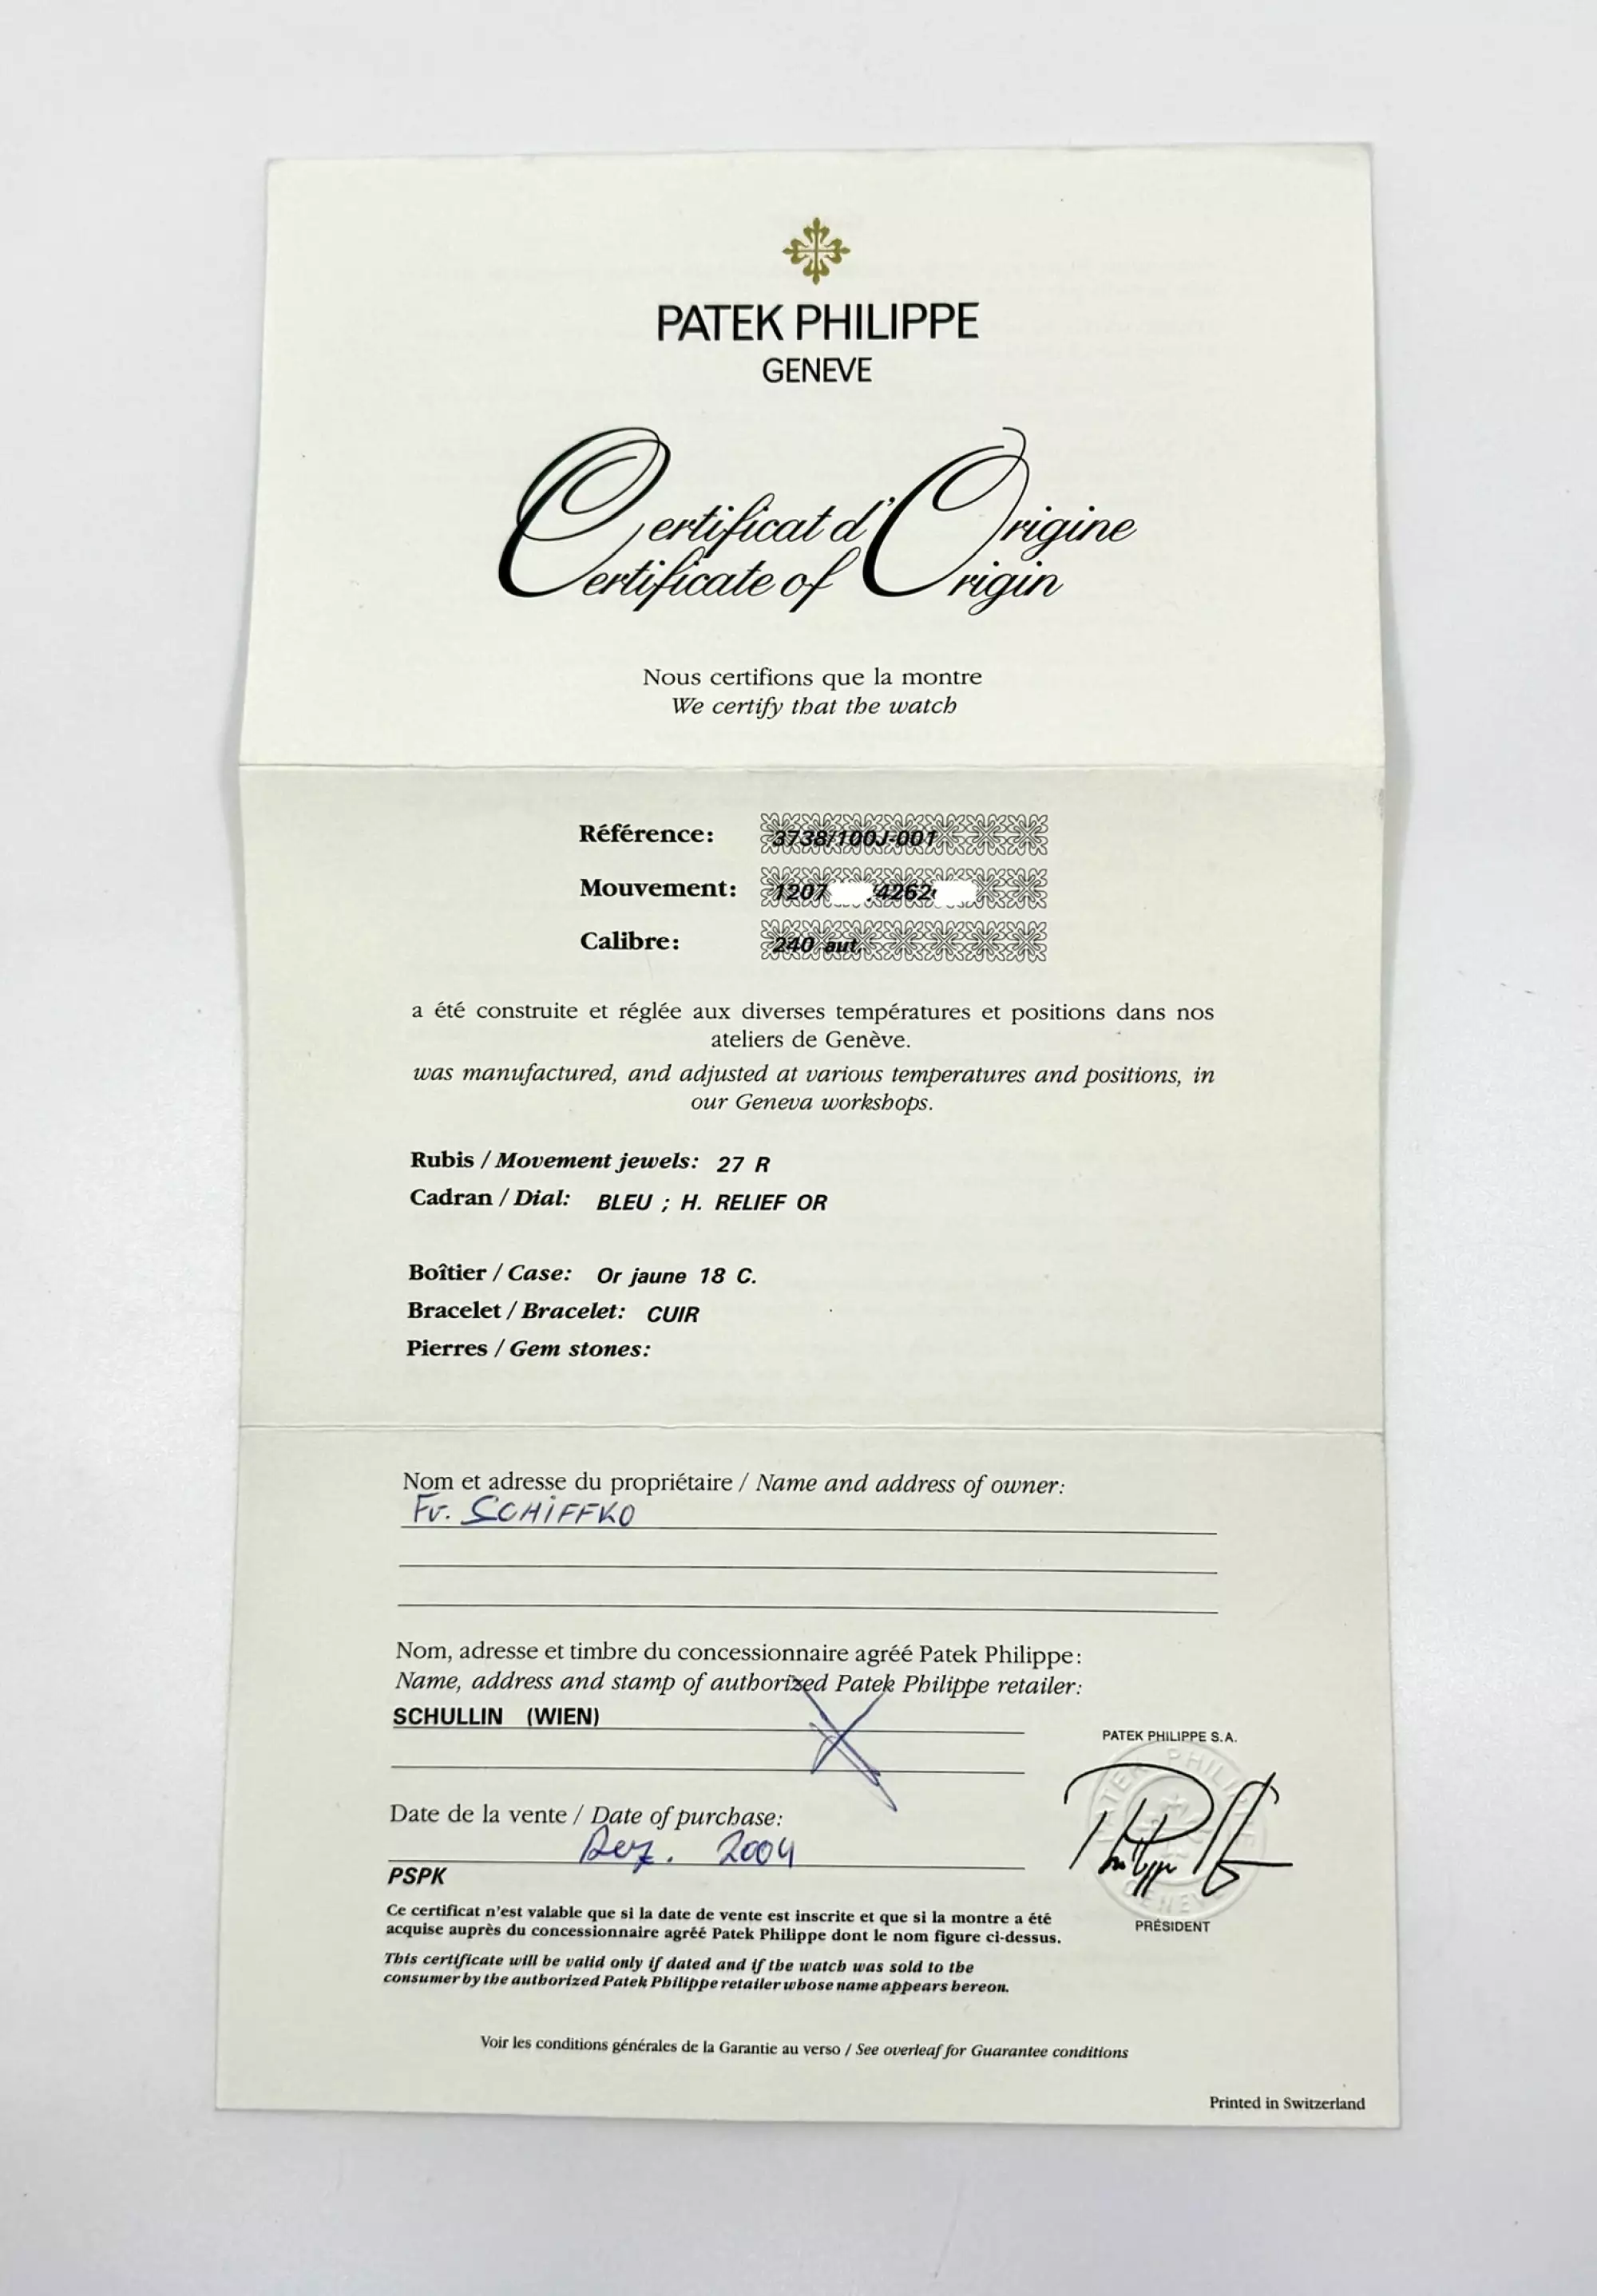 PATEK PHILIPPE
GENEVE
Certificat d'Origine
Certificate of Origin
Nous certifions que la montre
We certify that the watch
Référence: 3738/100J-001
Mouvement: 1207 4262
Calibre: 240 aut.
a été construite et réglée aux diverses températures et positions dans nos
ateliers de Genève.
was manufactured, and adjusted at various temperatures and positions, in
our Geneva workshops.
Rubis / Movement jewels: 27 R
Cadran / Dial: BLEU ; H. RELIEF OR
Boîtier / Case: Or jaune 18 C.
Bracelet / Bracelet: CUIR
Pierres / Gem stones:
Nom et adresse du propriétaire / Name and address of owner:
Fr. SCHIFFKO
Nom, adresse et timbre du concessionnaire agréé Patek Philippe:
Name, address and stamp of authorized Patek Philippe retailer:
SCHULLIN (WIEN)
PATEK PHILIPPE S.A.
PATEK PHILIPPE
GENEVE
Date de la vente / Date of purchase:
Dez. 2004
PSPK
PRÉSIDENT
Ce certificat n'est valable que si la date de vente est inscrite et que si la montre a été
acquise auprès du concessionnaire agréé Patek Philippe dont le nom figure ci-dessus.
This certificate will be valid only if dated and if the watch was sold to the
consumer by the authorized Patek Philippe retailer whose name appears hereon.
Voir les conditions générales de la Garantie au verso / See overleaf for Guarantee conditions
Printed in Switzerland